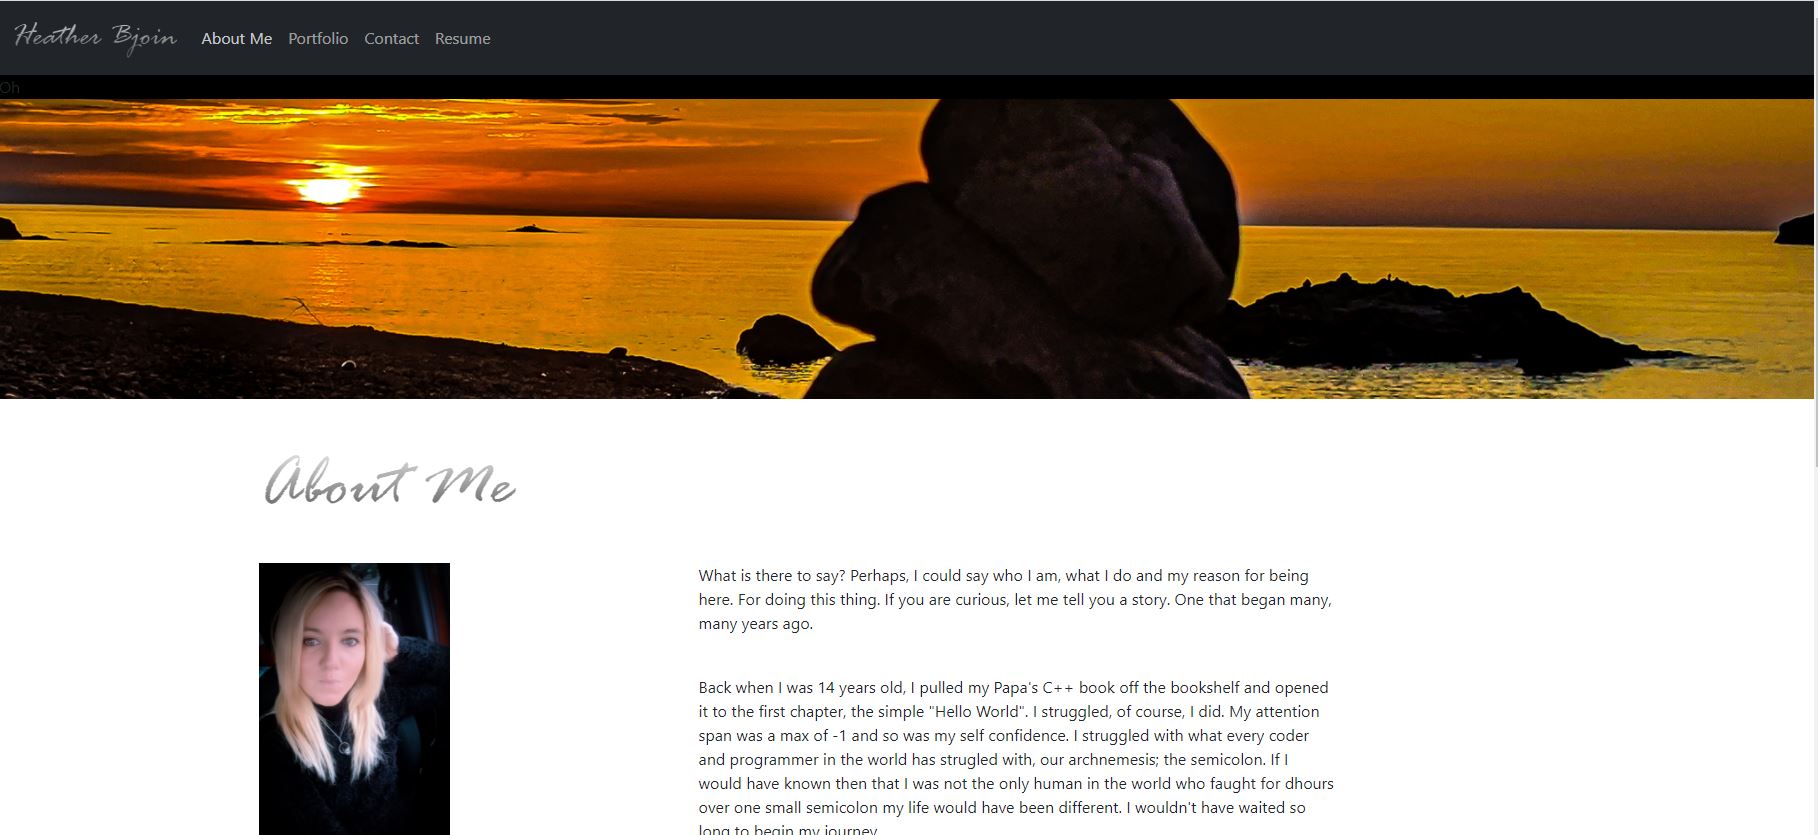 Heather Bjoin About Me Portfolio Contact Resume
Oh
About Me
What is there to say? Perhaps, I could say who I am, what I do and my reason for being
here. For doing this thing. If you are curious, let me tell you a story. One that began many,
many years ago.
Back when I was 14 years old, I pulled my Papa's C++ book off the bookshelf and opened
it to the first chapter, the simple "Hello World". I struggled, of course, I did. My attention
span was a max of -1 and so was my self confidence. I struggled with what every coder
and programmer in the world has strugled with, our archnemesis; the semicolon. If I
would have known then that I was not the only human in the world who faught for dhours
over one small semicolon my life would have been different. I wouldn't have waited so
long to begin my journey